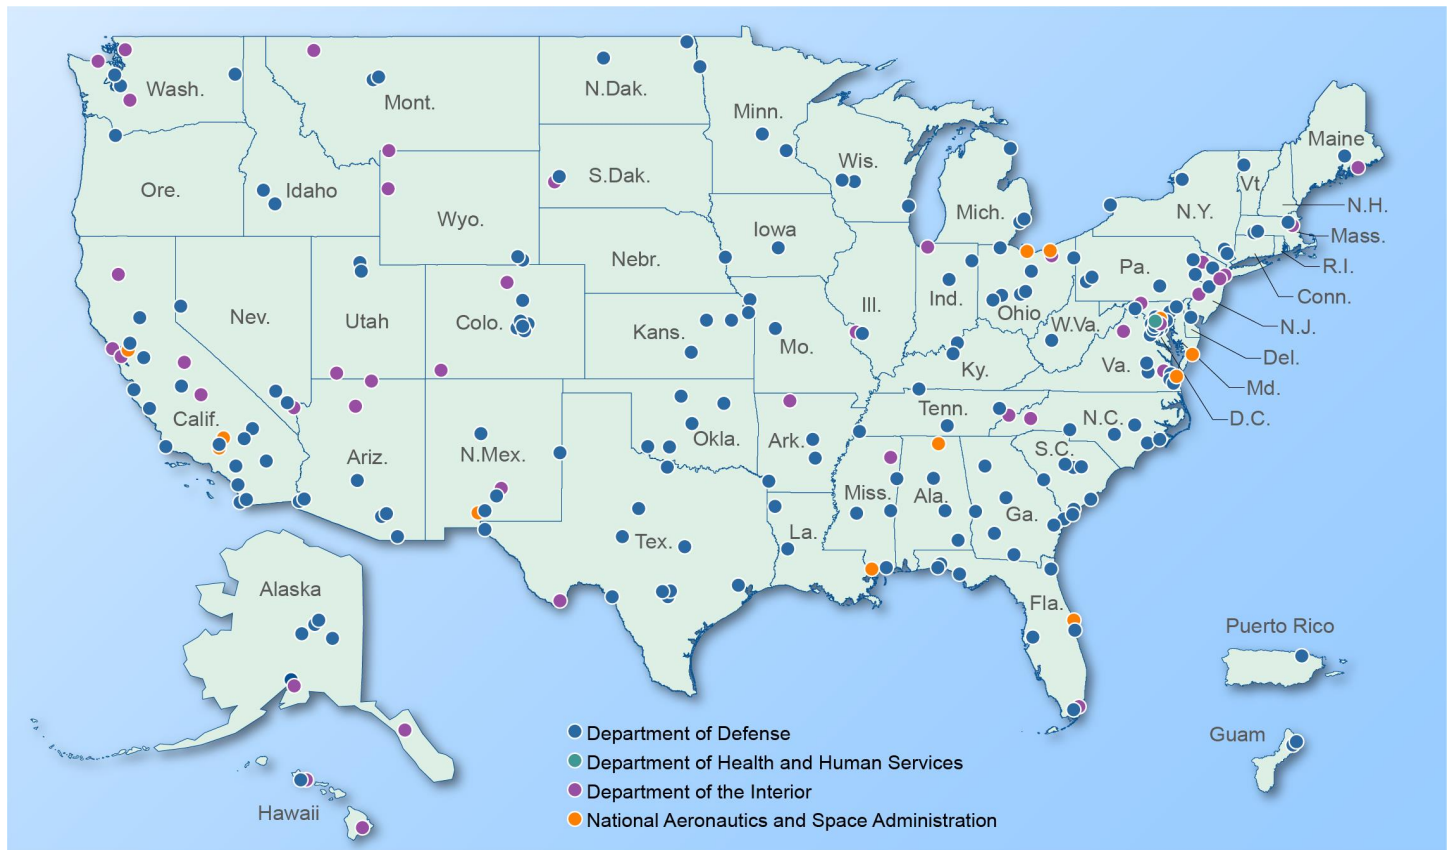 Wash.
Mont.
N.Dak.
Minn.
Maine
Ore.
Idaho
S.Dak.
Wis.
Vt.
N.H.
Wyo.
Mich.
N.Y.
Mass.
Iowa
Nebr.
Pa.
R.I.
Conn.
Nev.
Utah
Colo.
Kans.
Ill.
Ind.
Ohio
N.J.
W.Va.
Mo.
Del.
Va.
Ky.
Md.
Calif.
Tenn.
N.C.
D.C.
Ariz.
N.Mex.
Okla.
Ark.
S.C.
Miss.
Ala.
Ga.
La.
Tex.
Alaska
Fla.
Puerto Rico
Guam
Hawaii
Department of Defense
Department of Health and Human Services
Department of the Interior
National Aeronautics and Space Administration